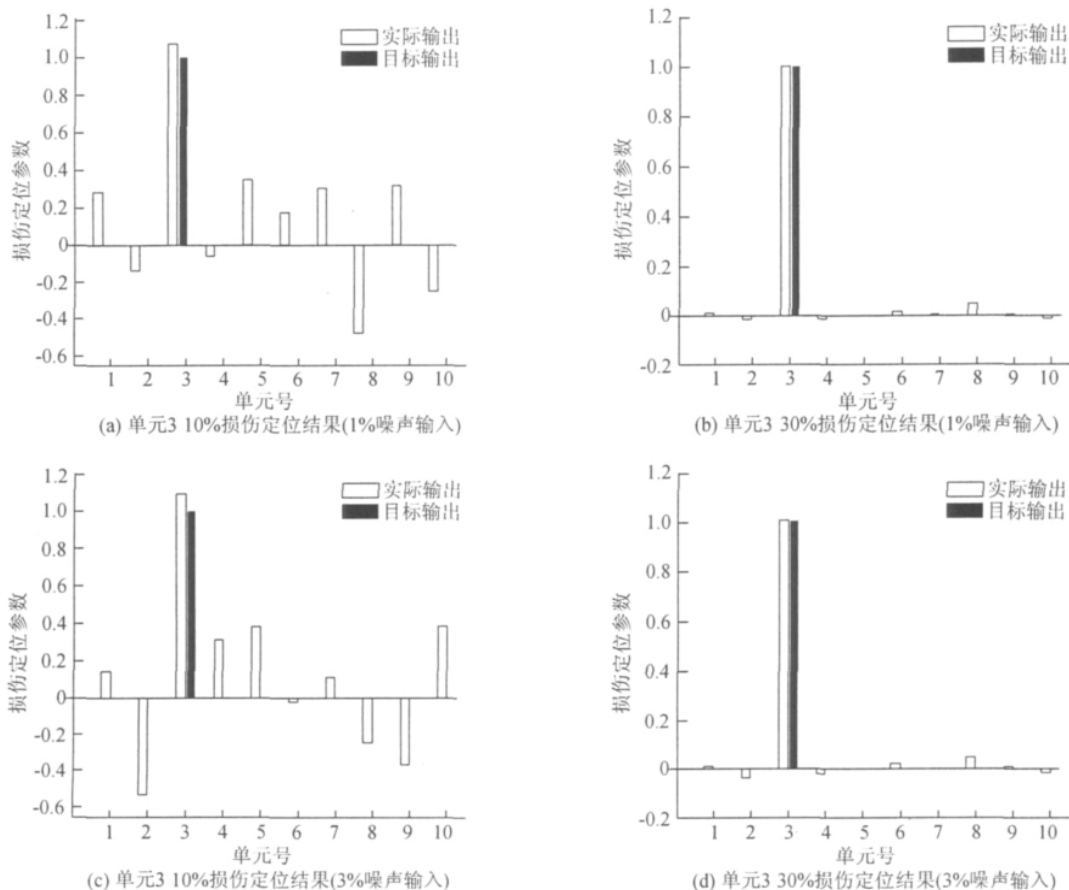 1.2
1.0
0.8
0.6
0.4
0.2
0
-0.2
-0.4
-0.6
损伤定位参数
实际输出
目标输出
1 2 3 4 5 6 7 8 9 10
单元号
(a) 单元3 10%损伤定位结果(1%噪声输入)
1.2
1.0
0.8
0.6
0.4
0.2
0
-0.2
损伤定位参数
实际输出
目标输出
1 2 3 4 5 6 7 8 9 10
单元号
(b) 单元3 30%损伤定位结果(1%噪声输入)
1.2
1.0
0.8
0.6
0.4
0.2
0
-0.2
-0.4
-0.6
损伤定位参数
实际输出
目标输出
1 2 3 4 5 6 7 8 9 10
单元号
(c) 单元3 10%损伤定位结果(3%噪声输入)
1.2
1.0
0.8
0.6
0.4
0.2
0
-0.2
损伤定位参数
实际输出
目标输出
1 2 3 4 5 6 7 8 9 10
单元号
(d) 单元3 30%损伤定位结果(3%噪声输入)